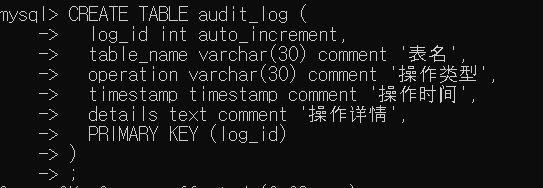 mysql> CREATE TABLE audit_log (
-> log_id int auto_increment,
-> table_name varchar(30) comment '表名',
-> operation varchar(30) comment '操作类型',
-> timestamp timestamp comment '操作时间',
-> details text comment '操作详情',
-> PRIMARY KEY (log_id)
-> )
-> ;